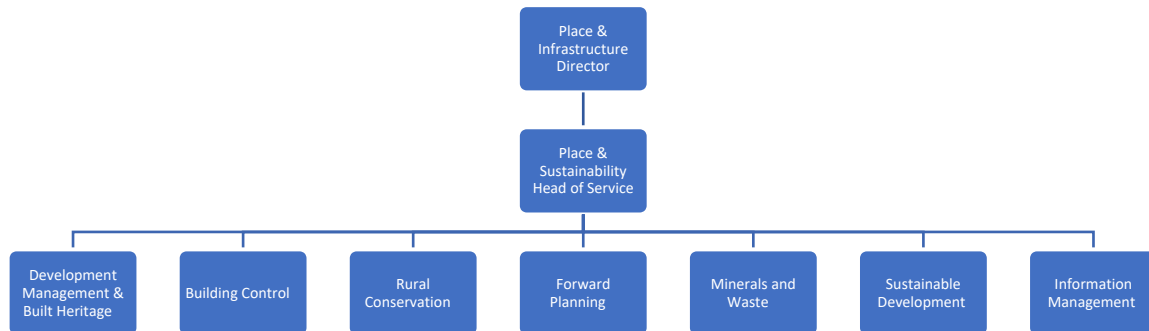 Place &
Infrastructure
Director
Place &
Sustainability
Head of Service
Development
Management &
Built Heritage
Building Control
Rural
Conservation
Forward
Planning
Minerals and
Waste
Sustainable
Development
Information
Management